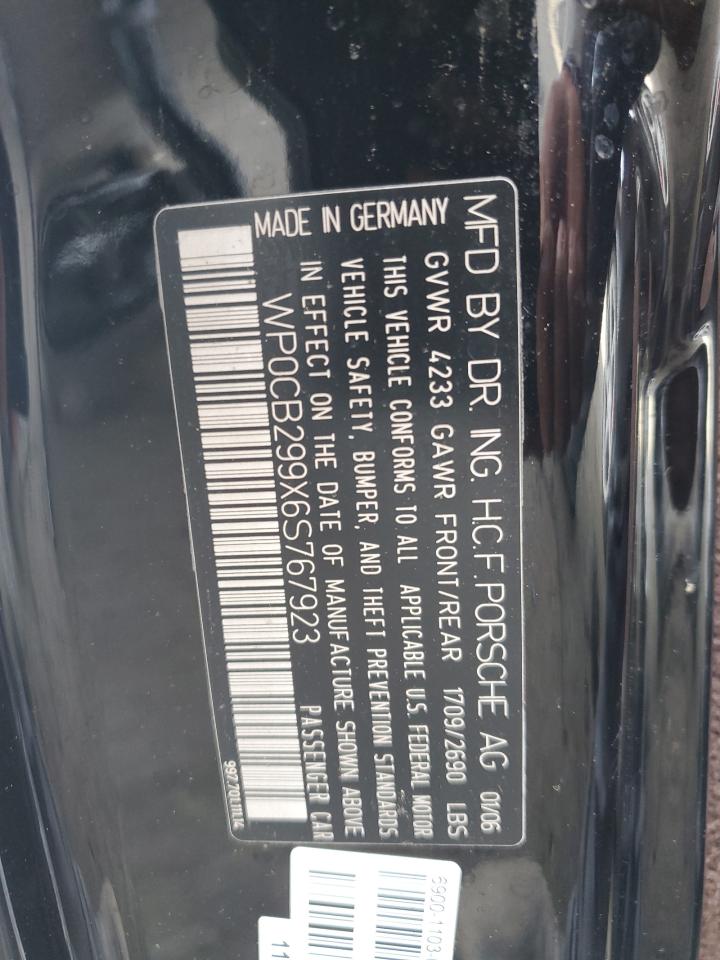 MFD BY DR. ING. H.C.F. PORSCHE AG 01/06
GVWR 4233 GAWR FRONT/REAR 1709/2690 LBS
THIS VEHICLE CONFORMS TO ALL APPLICABLE U.S. FEDERAL MOTOR
VEHICLE SAFETY, BUMPER, AND THEFT PREVENTION STANDARDS
IN EFFECT ON THE DATE OF MANUFACTURE SHOWN ABOVE
MADE IN GERMANY
WP0CB299X6S767923 PASSENGER CAR